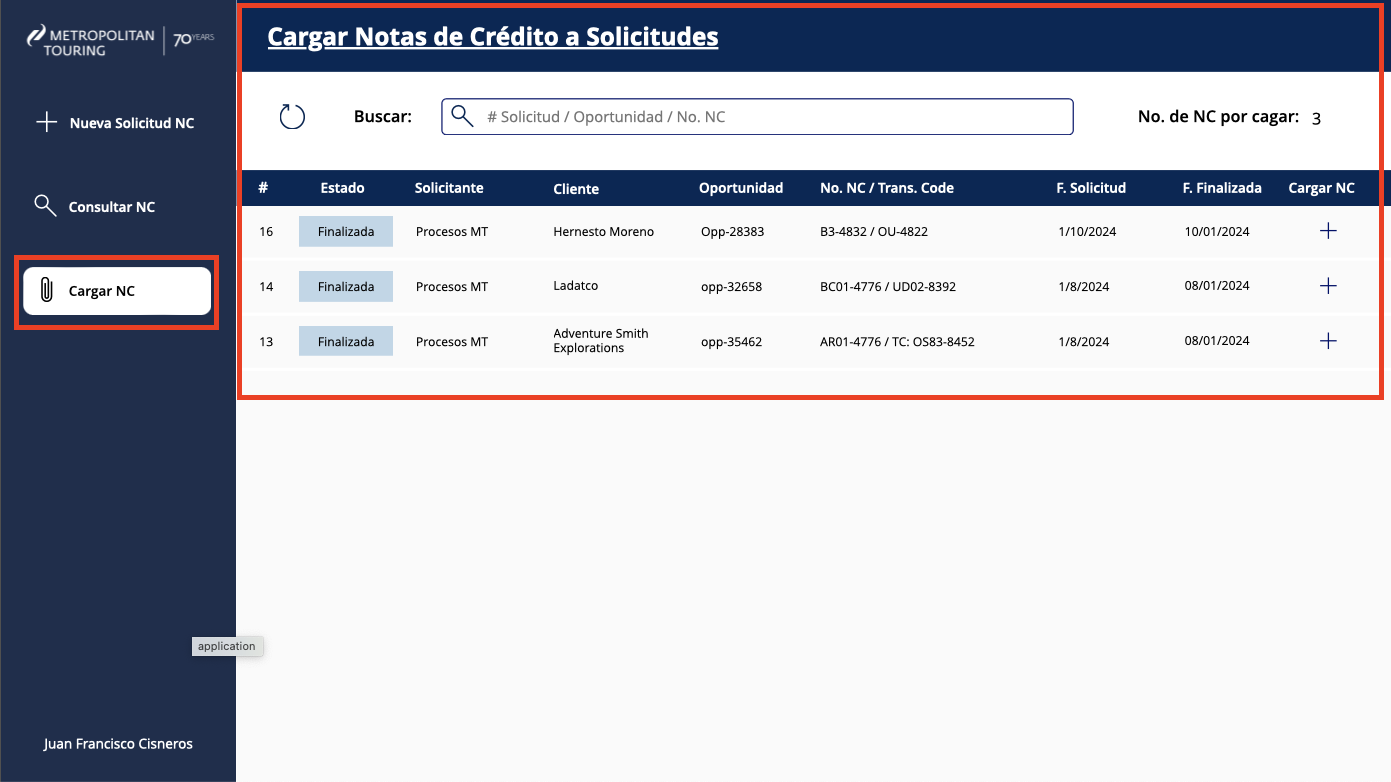 METROPOLITAN TOURING | 70 YEARS
Nueva Solicitud NC
Consultar NC
Cargar NC
application
Juan Francisco Cisneros
Cargar Notas de Crédito a Solicitudes
Buscar: # Solicitud / Oportunidad / No. NC No. de NC por cagar: 3
# Estado Solicitante Cliente Oportunidad No. NC / Trans. Code F. Solicitud F. Finalizada Cargar NC
16 Finalizada Procesos MT Hernesto Moreno Opp-28383 B3-4832 / OU-4822 1/10/2024 10/01/2024
14 Finalizada Procesos MT Ladatco opp-32658 BC01-4776 / UD02-8392 1/8/2024 08/01/2024
13 Finalizada Procesos MT Adventure Smith Explorations opp-35462 AR01-4776 / TC: OS83-8452 1/8/2024 08/01/2024